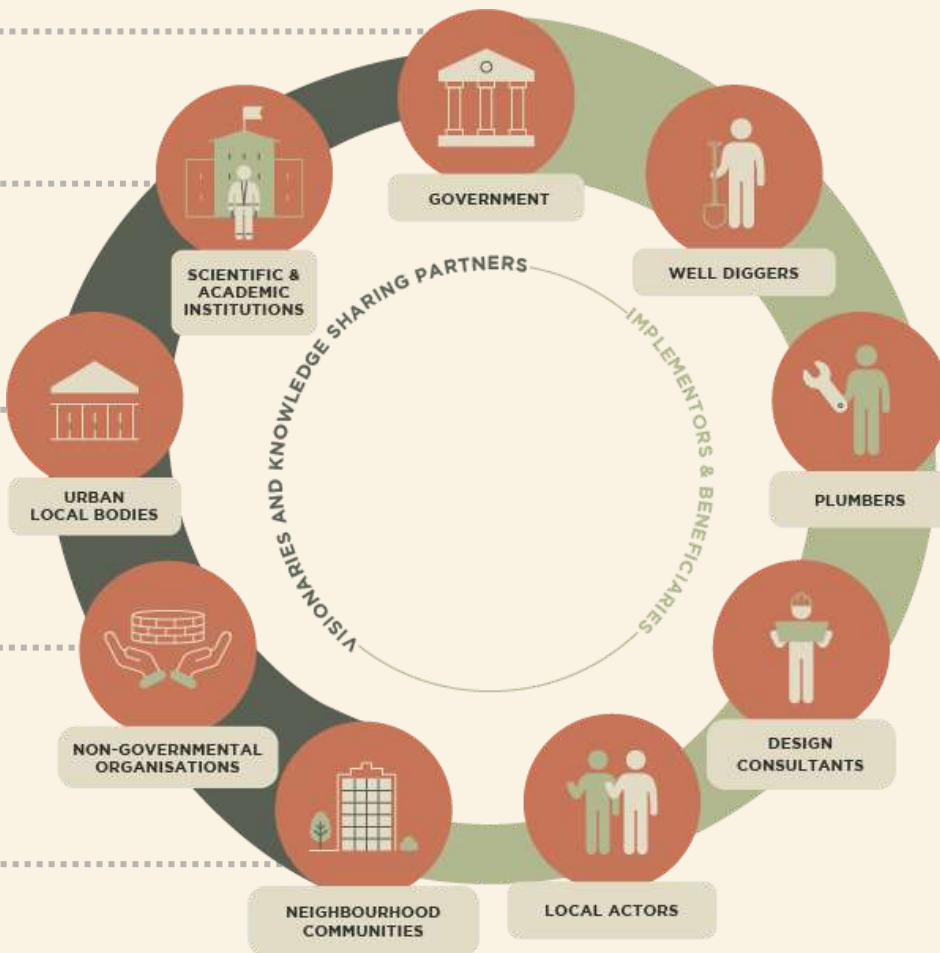 GOVERNMENT
WELL DIGGERS
PLUMBERS
DESIGN
CONSULTANTS
LOCAL ACTORS
NEIGHBOURHOOD
COMMUNITIES
NON-GOVERNMENTAL
ORGANISATIONS
URBAN
LOCAL BODIES
SCIENTIFIC &
ACADEMIC
INSTITUTIONS
VISIONARIES AND KNOWLEDGE SHARING PARTNERS
IMPLEMENTORS & BENEFICIARIES